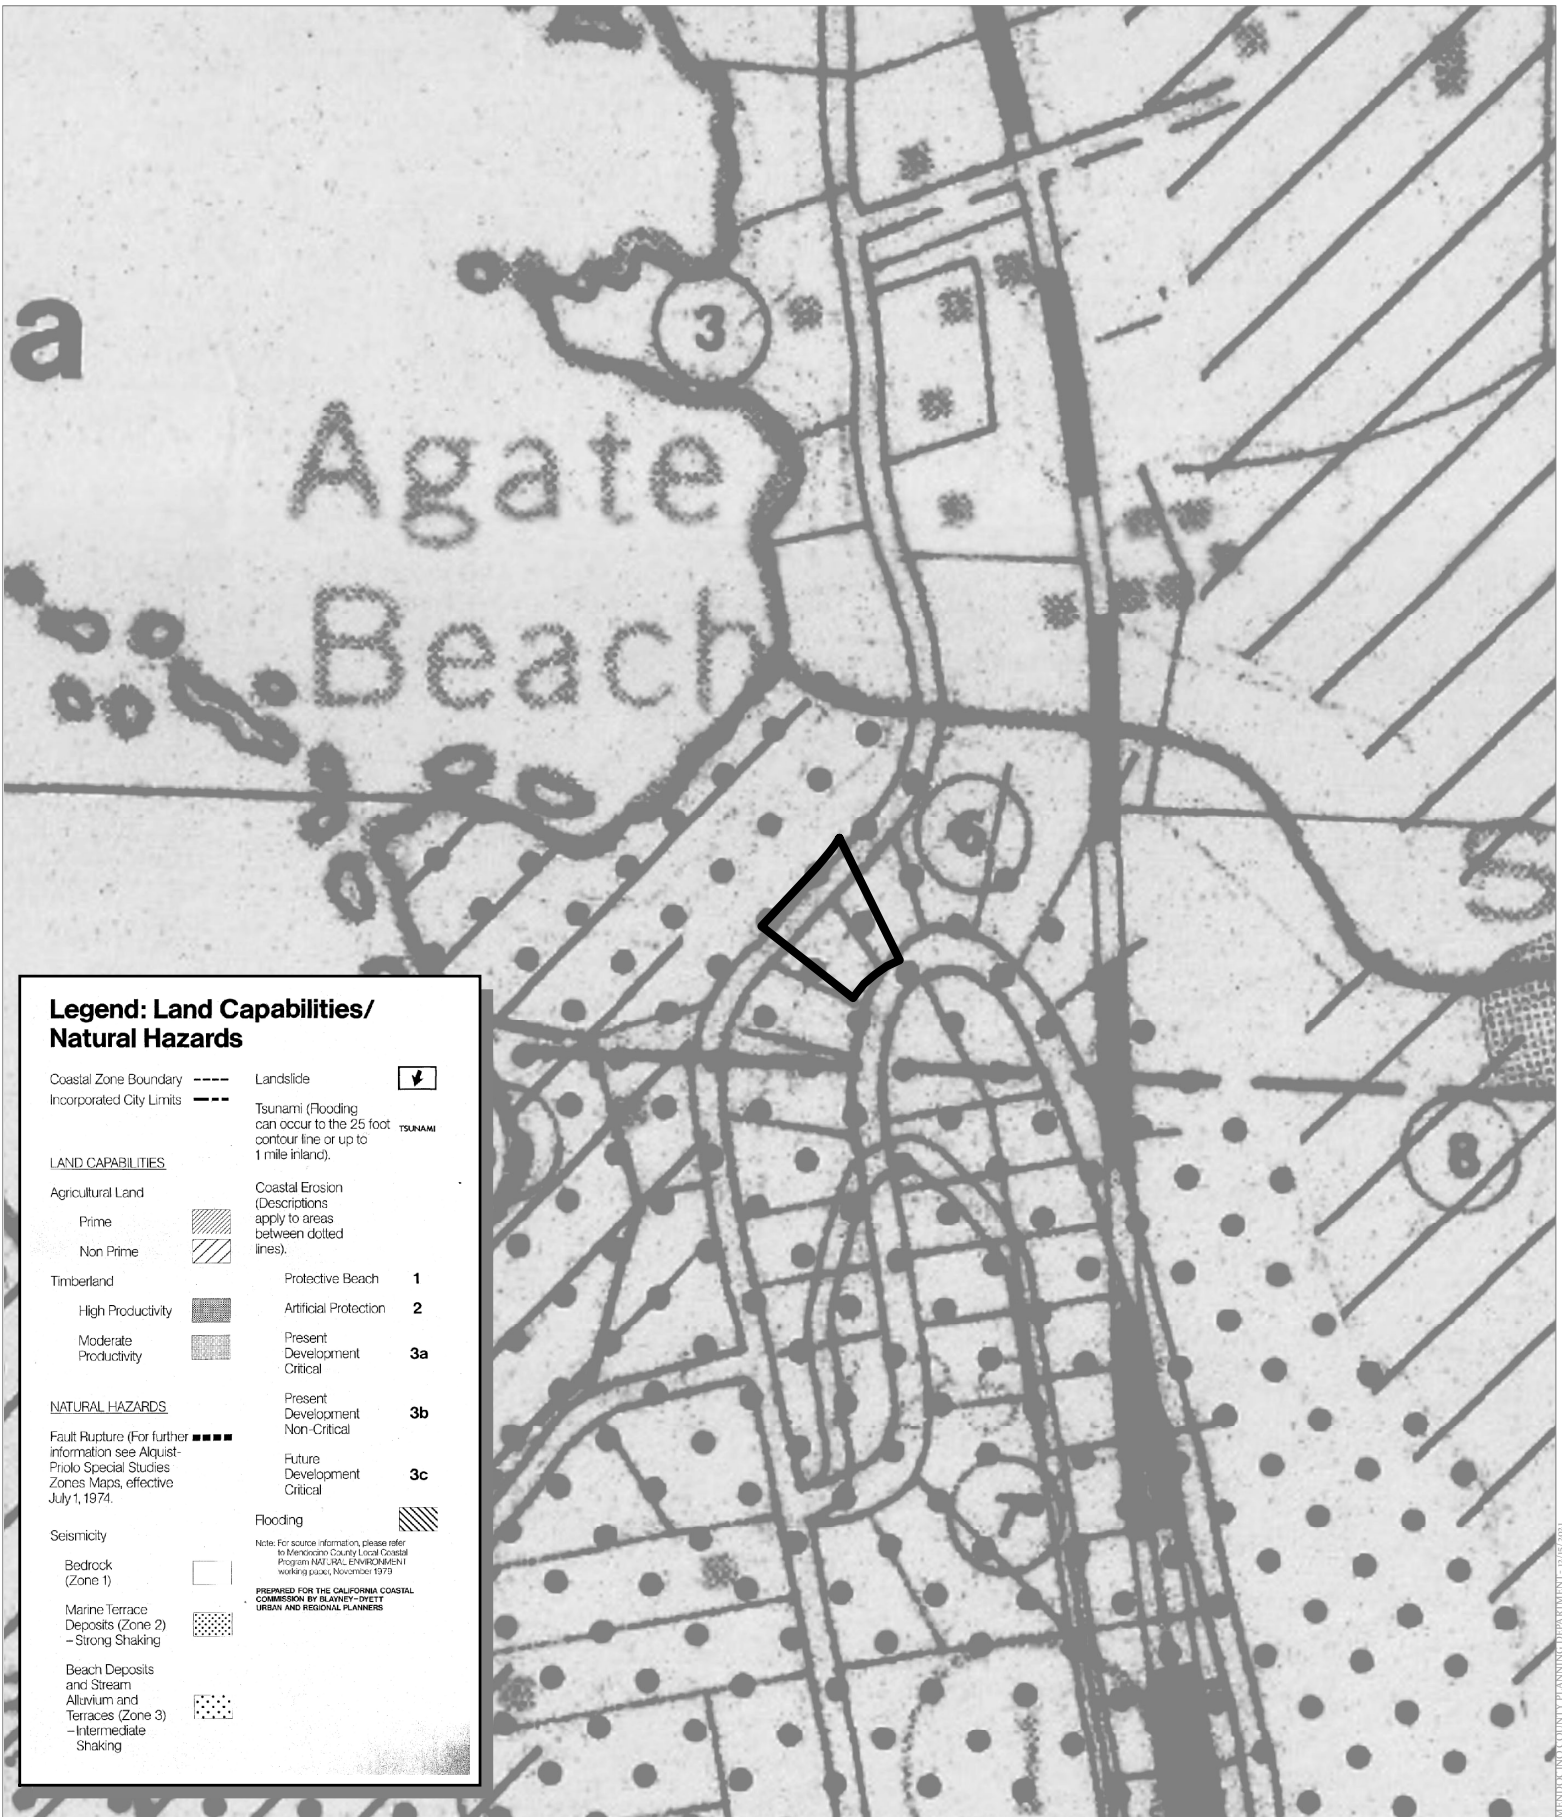 a
3
Agate
Beach
6
8
7
Legend: Land Capabilities/
Natural Hazards
Coastal Zone Boundary
Incorporated City Limits
LAND CAPABILITIES
Agricultural Land
Prime
Non Prime
Timberland
High Productivity
Moderate
Productivity
NATURAL HAZARDS
Fault Rupture (For further
information see Alquist-
Priolo Special Studies
Zones Maps, effective
July 1, 1974.
Seismicity
Bedrock
(Zone 1)
Marine Terrace
Deposits (Zone 2)
–Strong Shaking
Beach Deposits
and Stream
Alluvium and
Terraces (Zone 3)
–Intermediate
Shaking
Landslide
Tsunami (Flooding
can occur to the 25 foot
contour line or up to
1 mile inland).
TSUNAMI
Coastal Erosion
(Descriptions
apply to areas
between dotted
lines).
Protective Beach 1
Artificial Protection 2
Present
Development 3a
Critical
Present
Development 3b
Non-Critical
Future
Development 3c
Critical
Flooding
Note: For source information, please refer
to Mendocino County Local Coastal
Program NATURAL ENVIRONMENT
working paper, November 1979
PREPARED FOR THE CALIFORNIA COASTAL
COMMISSION BY BLAYNEY-DYETT
URBAN AND REGIONAL PLANNERS
MENDOCINO COUNTY PLANNING DEPARTMENT